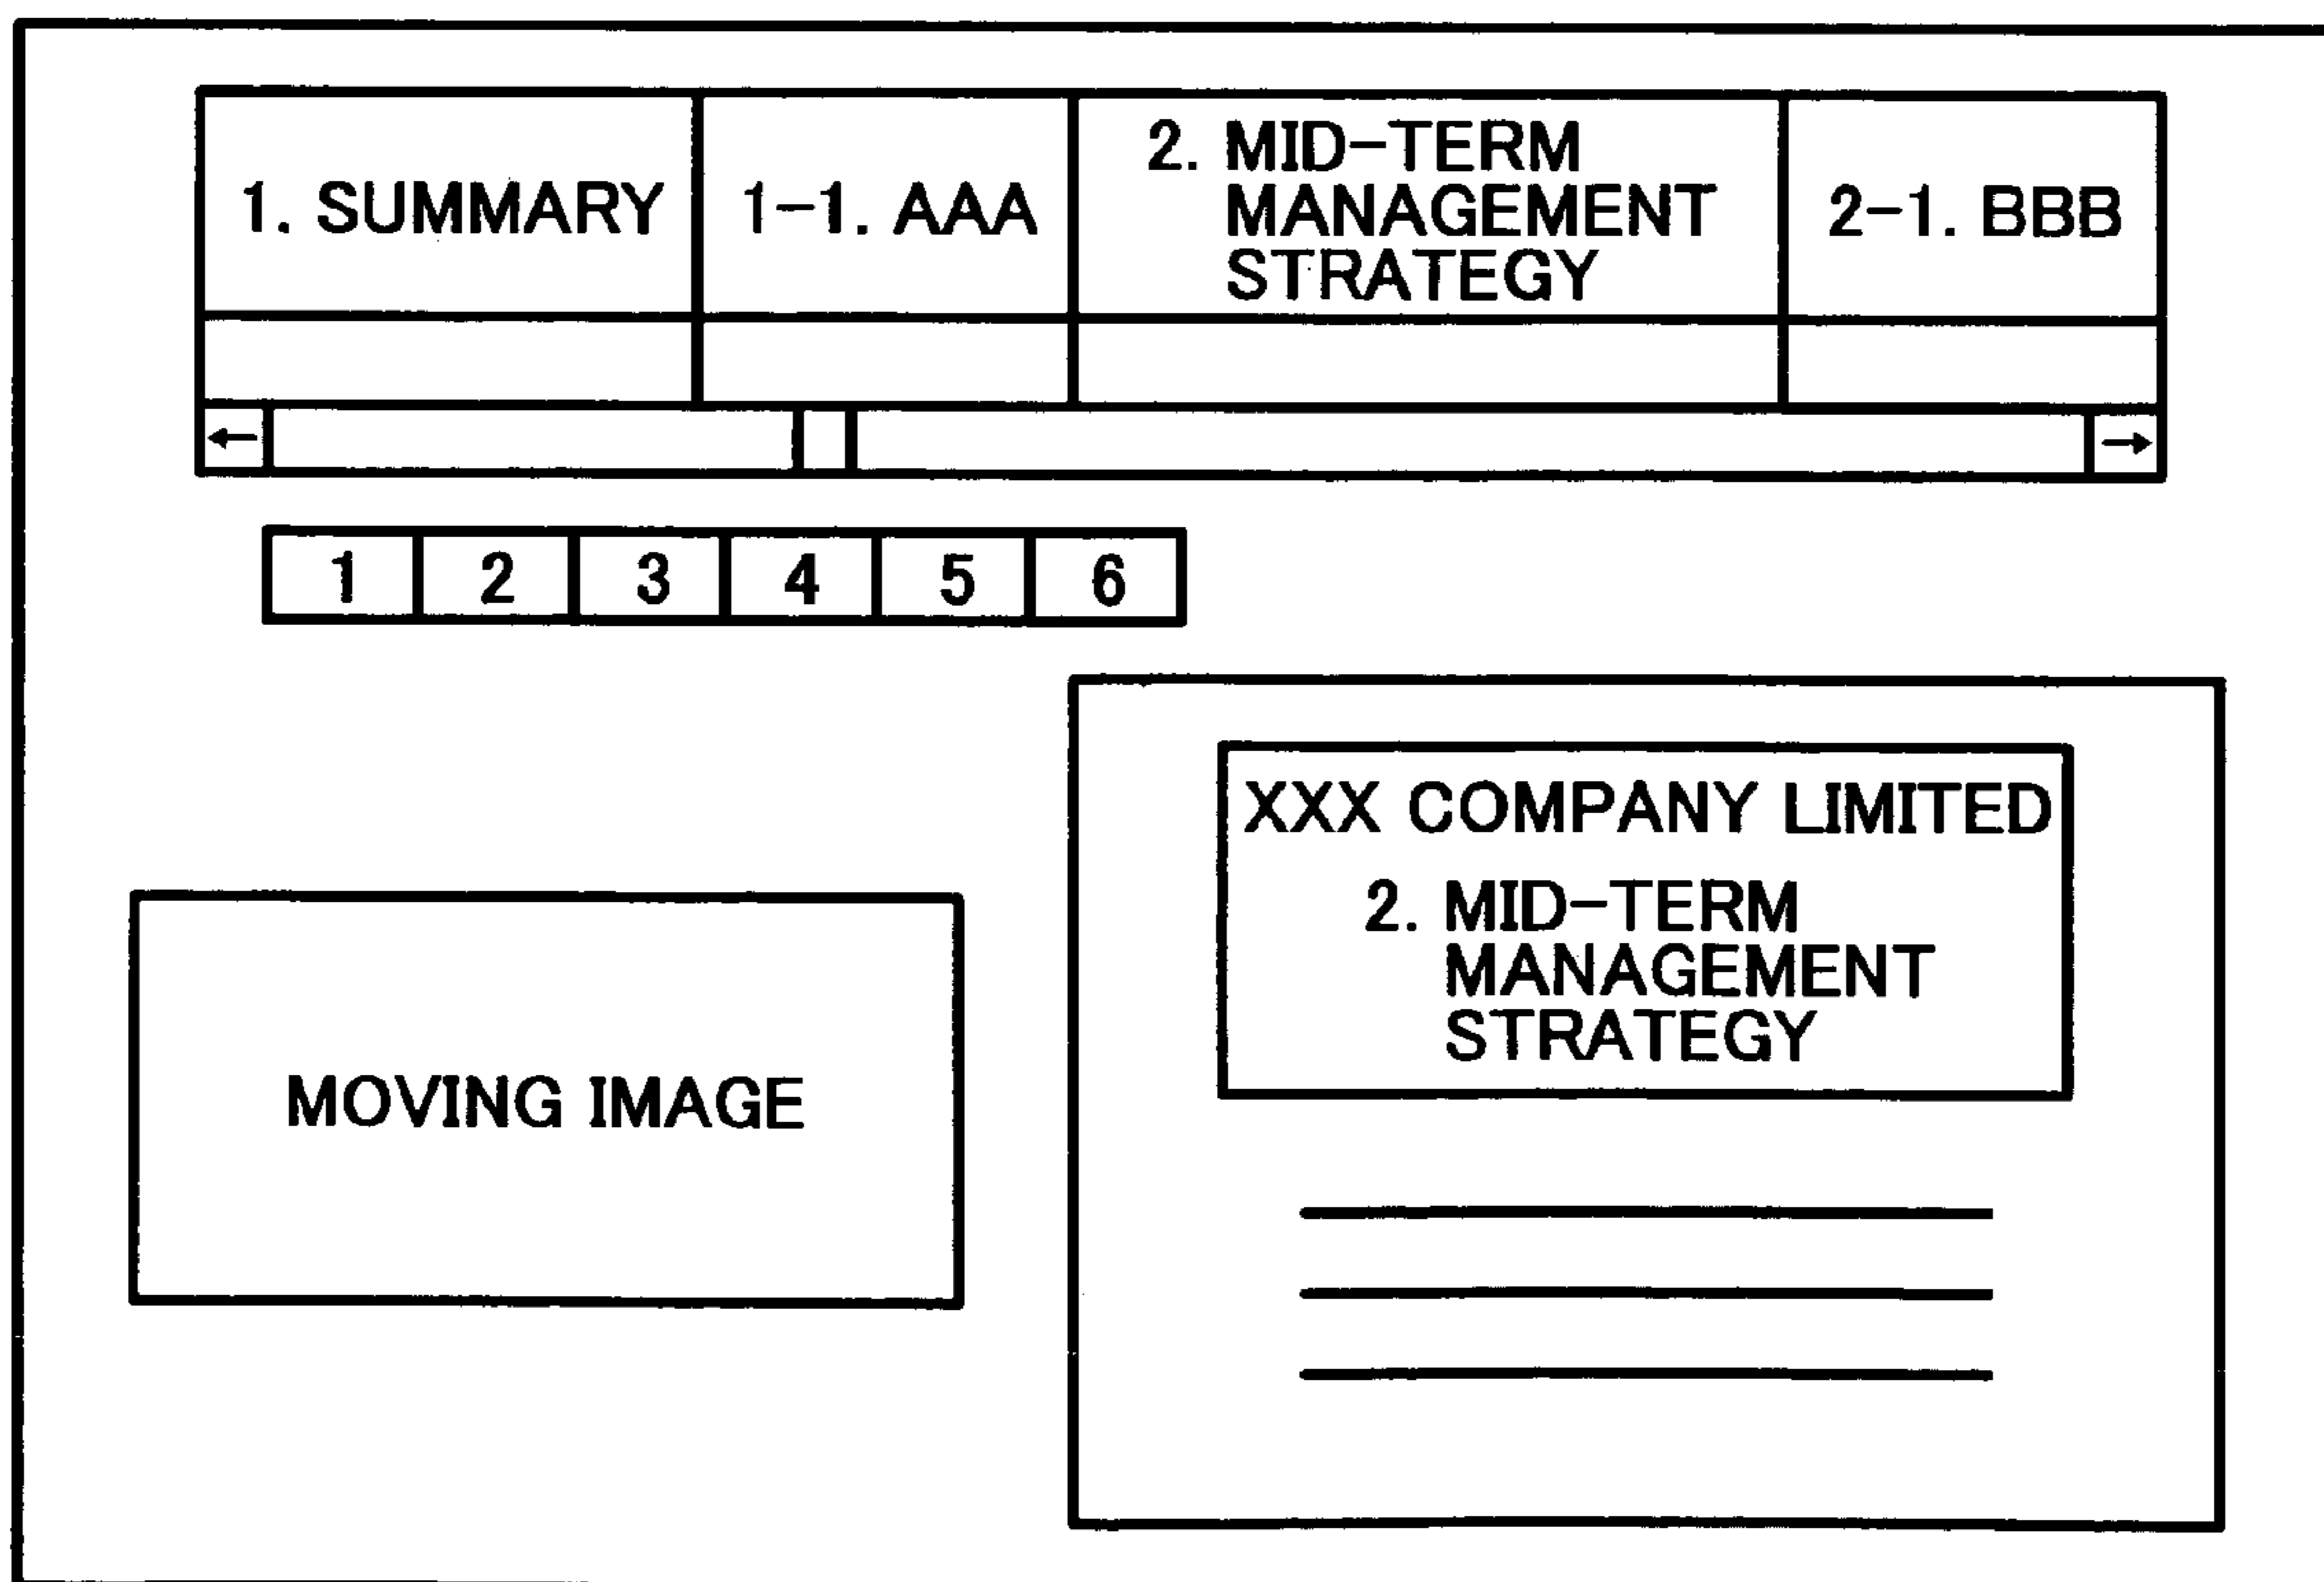 1. SUMMARY
1-1. AAA
2. MID-TERM
MANAGEMENT
STRATEGY
2-1. BBB
← →
1 2 3 4 5 6
XXX COMPANY LIMITED
2. MID-TERM
MANAGEMENT
STRATEGY
MOVING IMAGE